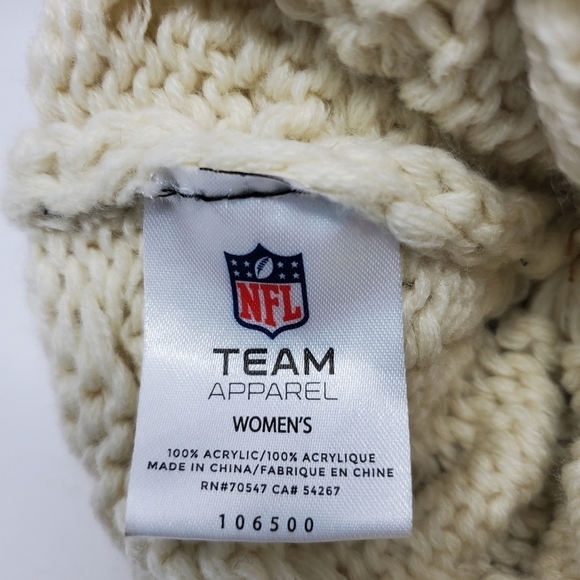 NFL
TEAM
APPAREL
WOMEN'S
100% ACRYLIC/100% ACRYLIQUE
MADE IN CHINA/FABRIQUE EN CHINE
RN#70547 CA# 54267
106500